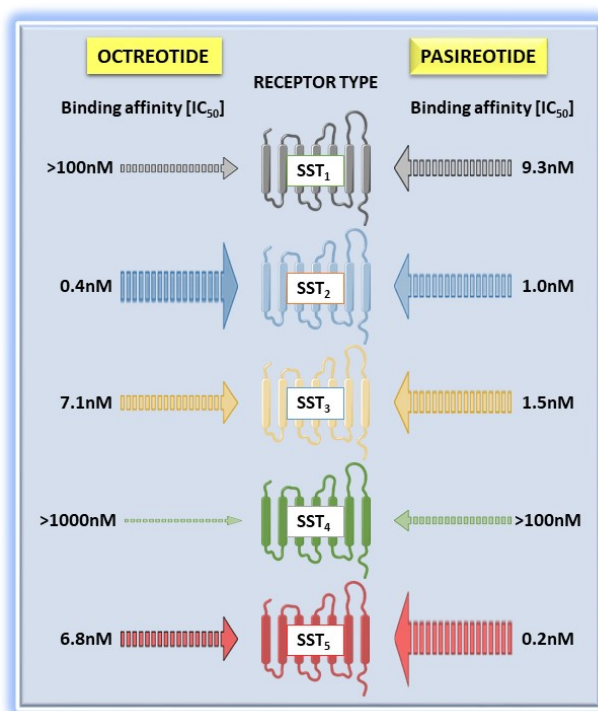 OCTREOTIDE
PASIREOTIDE
RECEPTOR TYPE
Binding affinity [IC₅₀]
Binding affinity [IC₅₀]
>100nM
SST₁
9.3nM
0.4nM
SST₂
1.0nM
7.1nM
SST₃
1.5nM
>1000nM
SST₄
>100nM
6.8nM
SST₅
0.2nM